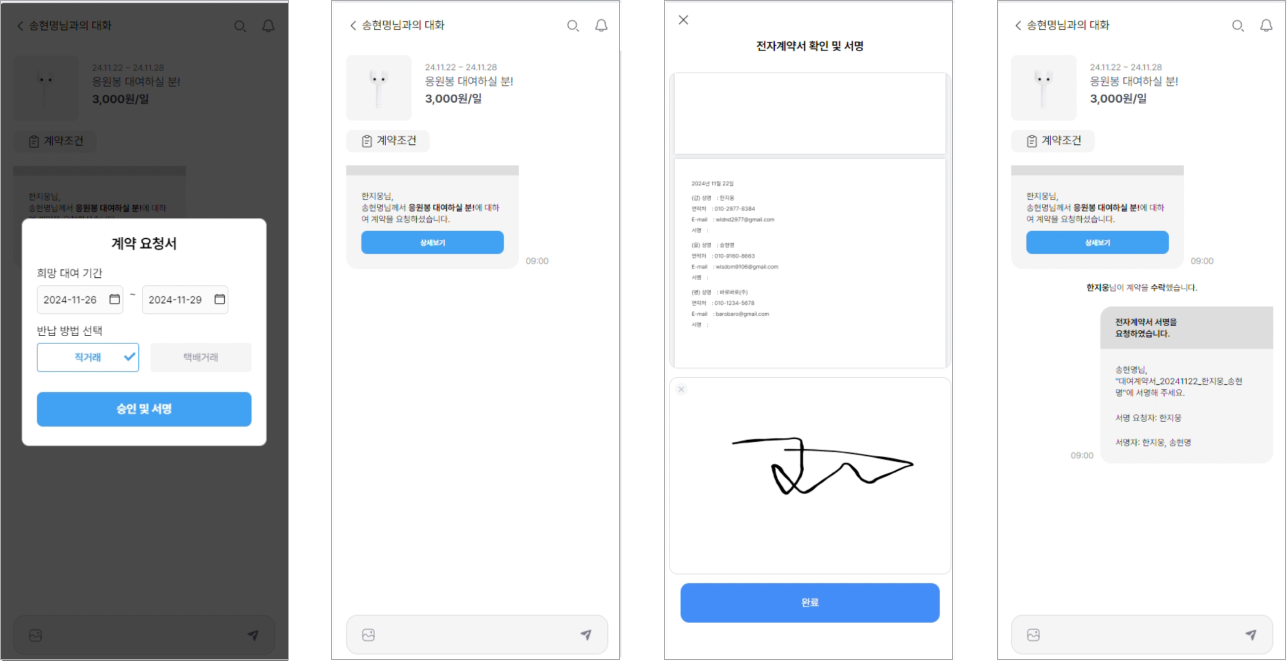 송현명님과의 대화
24.11.22 ~ 24.11.28
응원봉 대여하실 분!
3,000원/일
계약조건
한지웅님,
송현명님께서 응원봉 대여하실 분!에 대하
계약 요청서
희망 대여 기간
2024-11-26 ~ 2024-11-29
반납 방법 선택
직거래 택배거래
승인 및 서명
송현명님과의 대화
24.11.22 ~ 24.11.28
응원봉 대여하실 분!
3,000원/일
계약조건
한지웅님,
송현명님께서 응원봉 대여하실 분!에 대하
여 계약을 요청하셨습니다.
상세보기
09:00
전자계약서 확인 및 서명
2024년 11월 22일
(갑) 성명 : 한지웅
연락처 : 010-2977-8384
E-mail : widnd2977@gmail.com
서명 :
(을) 성명 : 송현명
연락처 : 010-9160-8663
E-mail : wisdom9106@gmail.com
서명 :
(병) 성명 : 바로바로(주)
연락처 : 010-1234-5678
E-mail : barobaro@gmail.com
서명 :
완료
송현명님과의 대화
24.11.22 ~ 24.11.28
응원봉 대여하실 분!
3,000원/일
계약조건
한지웅님,
송현명님께서 응원봉 대여하실 분!에 대하
여 계약을 요청하셨습니다.
상세보기
09:00
한지웅님이 계약을 수락했습니다.
전자계약서 서명을
요청하였습니다.
송현명님,
"대여계약서_20241122_한지웅_송현
명"에 서명해 주세요.
서명 요청자: 한지웅
서명자: 한지웅, 송현명
09:00